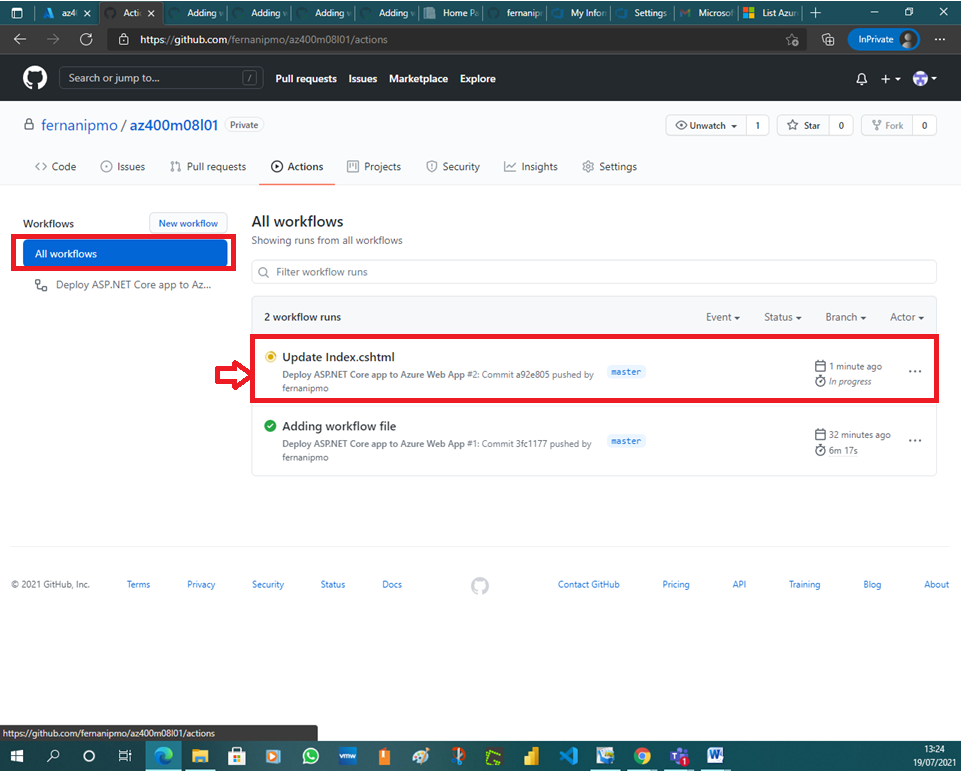 az4
Acti
Adding
Adding
Adding
Adding
Home Pa
fernanip
My Infor
Settings
Microsof
List Azur
https://github.com/fernanipmo/az400m08l01/actions
InPrivate
Search or jump to...
/
Pull requests
Issues
Marketplace
Explore
fernanipmo / az400m08l01
Private
Unwatch
1
Star
0
Fork
0
Code
Issues
Pull requests
Actions
Projects
Security
Insights
Settings
Workflows
New workflow
All workflows
Deploy ASP.NET Core app to Az...
All workflows
Showing runs from all workflows
Filter workflow runs
2 workflow runs
Event
Status
Branch
Actor
Update Index.cshtml
Deploy ASP.NET Core app to Azure Web App #2: Commit a92e805 pushed by
fernanipmo
master
1 minute ago
In progress
Adding workflow file
Deploy ASP.NET Core app to Azure Web App #1: Commit 3fc1177 pushed by
fernanipmo
master
32 minutes ago
6m 17s
© 2021 GitHub, Inc.
Terms
Privacy
Security
Status
Docs
Contact GitHub
Pricing
API
Training
Blog
About
https://github.com/fernanipmo/az400m08l01/actions
vmw
1
W
13:24
19/07/2021